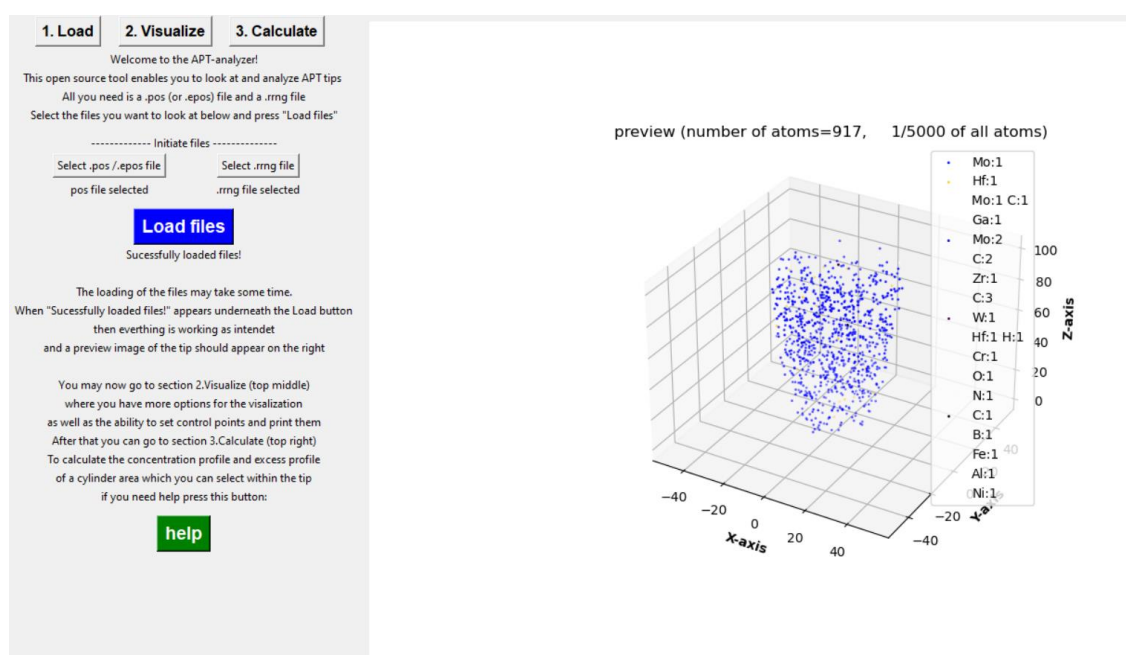 1. Load 2. Visualize 3. Calculate
Welcome to the APT-analyzer!
This open source tool enables you to look at and analyze APT tips
All you need is a .pos (or .epos) file and a .rrng file
Select the files you want to look at below and press "Load files"
------------- Initiate files --------------
Select .pos /.epos file Select .rrng file
pos file selected .rrng file selected
Load files
Sucessfully loaded files!
The loading of the files may take some time.
When "Sucessfully loaded files!" appears underneath the Load button
then everthing is working as intendet
and a preview image of the tip should appear on the right
You may now go to section 2.Visualize (top middle)
where you have more options for the visalization
as well as the ability to set control points and print them
After that you can go to section 3.Calculate (top right)
To calculate the concentration profile and excess profile
of a cylinder area which you can select within the tip
if you need help press this button:
help
preview (number of atoms=917, 1/5000 of all atoms)
Mo:1
Hf:1
Mo:1 C:1
Ga:1
Mo:2
C:2
Zr:1
C:3
W:1
Hf:1 H:1
Cr:1
O:1
N:1
C:1
B:1
Fe:1
Al:1
Ni:1
100
80
60
40
20
0
Z-axis
−40
−20
0
20
40
X-axis
−40
−20
0
40
Y-axis